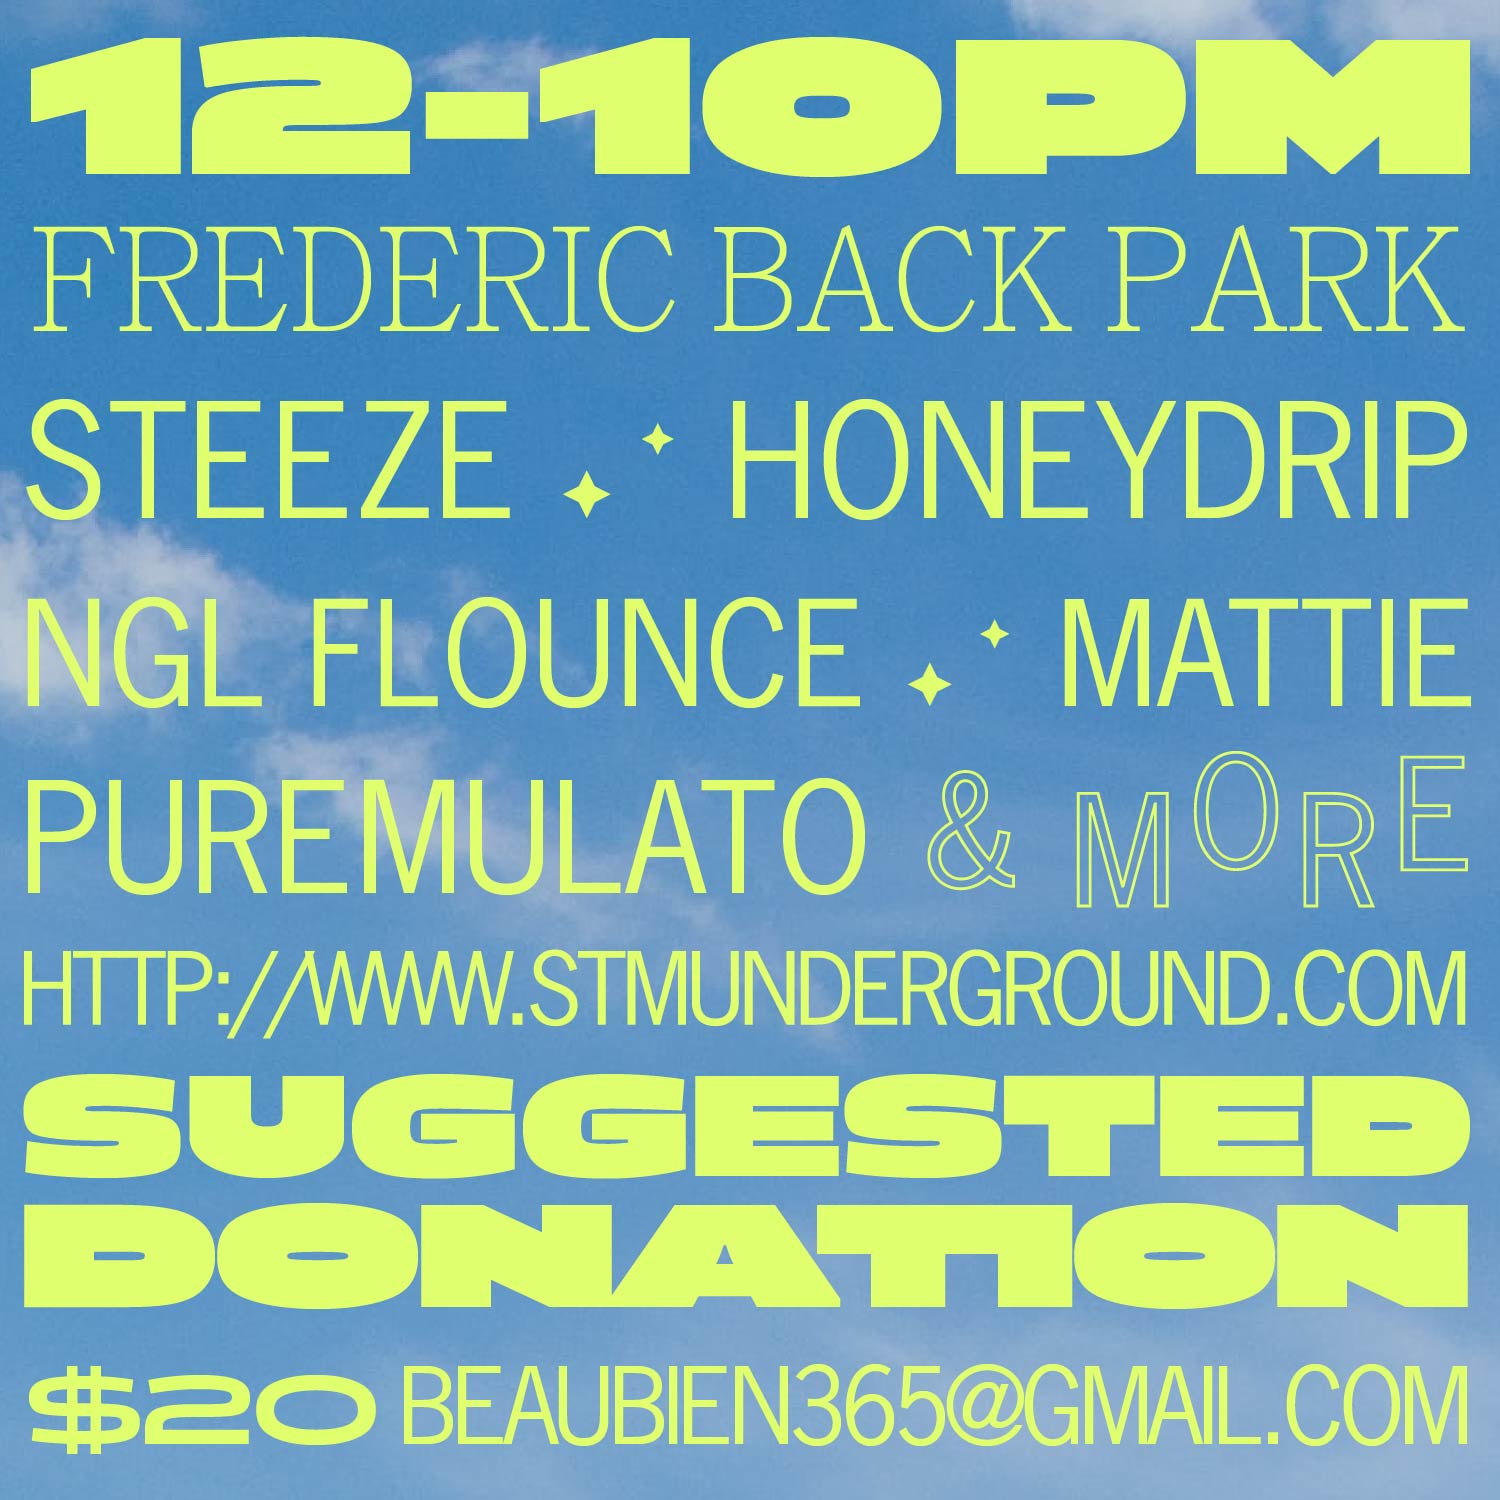 12-10PM
FREDERIC BACK PARK
STEEZE HONEYDRIP
NGL FLOUNCE MATTIE
PUREMULATO & MORE
HTTP://WWW.STMUNDERGROUND.COM
SUGGESTED
DONATION
$20 BEAUBIEN365@GMAIL.COM